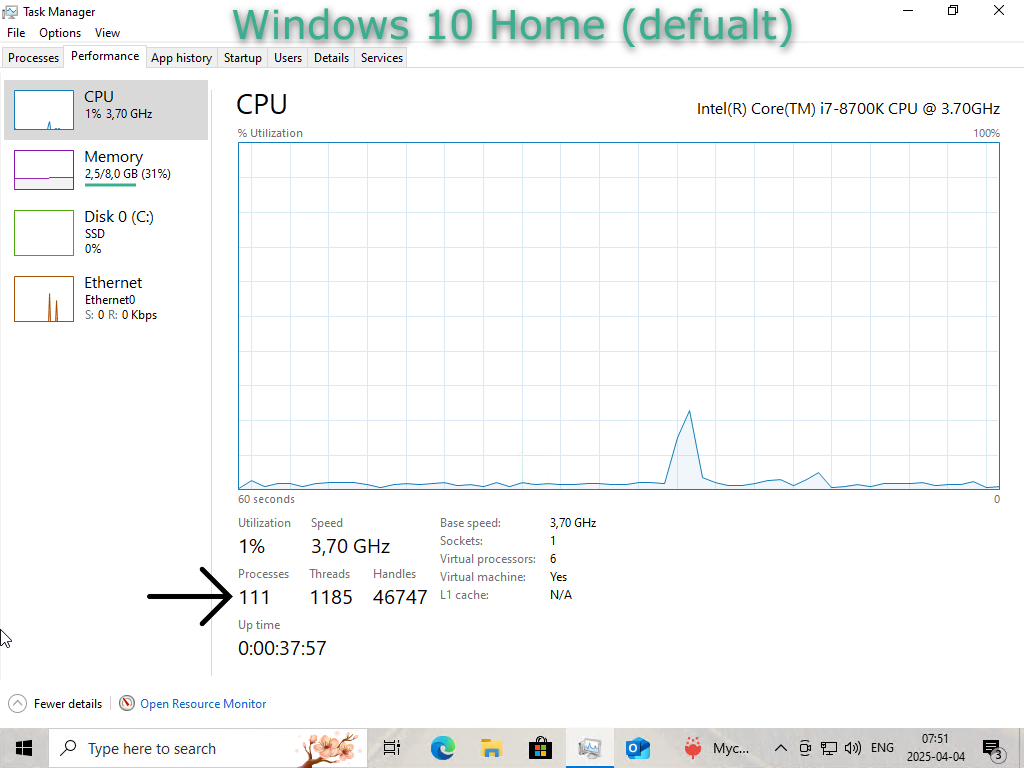 Task Manager
Windows 10 Home (defualt)
File Options View
Processes Performance App history Startup Users Details Services
CPU
1% 3,70 GHz
Memory
2,5/8,0 GB (31%)
Disk 0 (C:)
SSD
0%
Ethernet
Ethernet0
S: 0 R: 0 Kbps
CPU
Intel(R) Core(TM) i7-8700K CPU @ 3.70GHz
% Utilization 100%
60 seconds 0
Utilization Speed
1% 3,70 GHz
Processes Threads Handles
111 1185 46747
Up time
0:00:37:57
Base speed: 3,70 GHz
Sockets: 1
Virtual processors: 6
Virtual machine: Yes
L1 cache: N/A
Fewer details Open Resource Monitor
Type here to search
Myc...
ENG
07:51
2025-04-04
3